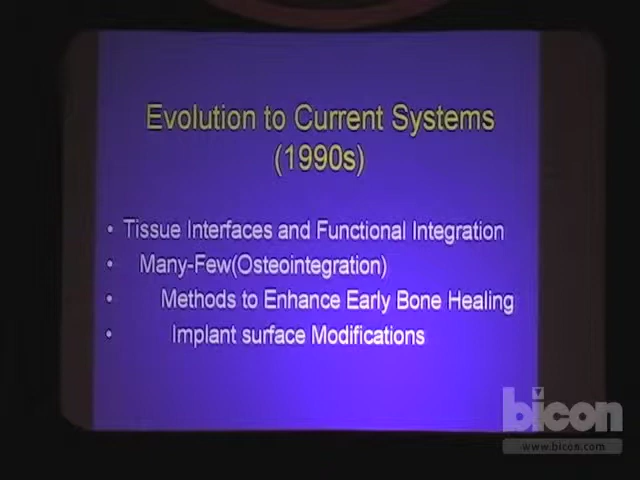 Evolution to Current Systems
(1990s)
• Tissue Interfaces and Functional Integration
• Many-Few(Osteointegration)
• Methods to Enhance Early Bone Healing
• Implant surface Modifications
bicon
www.bicon.com